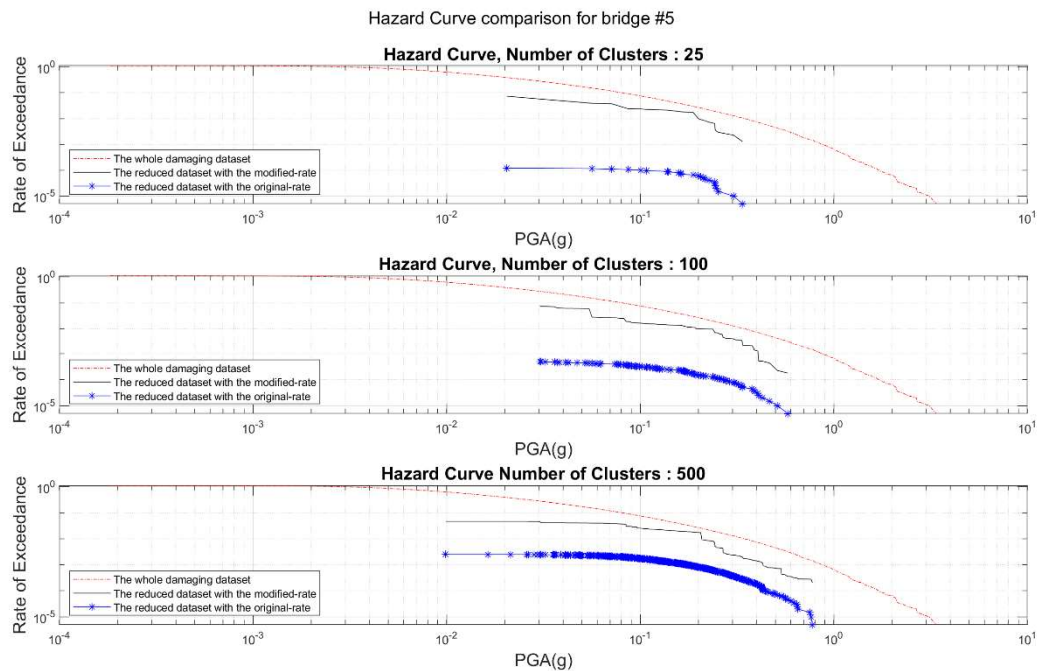 Hazard Curve comparison for bridge #5
Hazard Curve, Number of Clusters : 25
Rate of Exceedance
10^0
10^-5
The whole damaging dataset
The reduced dataset with the modified-rate
The reduced dataset with the original-rate
10^-4 10^-3 10^-2 10^-1 10^0 10^1
PGA(g)
Hazard Curve, Number of Clusters : 100
Rate of Exceedance
10^0
10^-5
The whole damaging dataset
The reduced dataset with the modified-rate
The reduced dataset with the original-rate
10^-4 10^-3 10^-2 10^-1 10^0 10^1
PGA(g)
Hazard Curve Number of Clusters : 500
Rate of Exceedance
10^0
10^-5
The whole damaging dataset
The reduced dataset with the modified-rate
The reduced dataset with the original-rate
10^-4 10^-3 10^-2 10^-1 10^0 10^1
PGA(g)